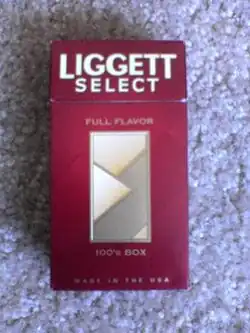 LIGGETT
SELECT
FULL FLAVOR
100's BOX
MADE IN THE USA